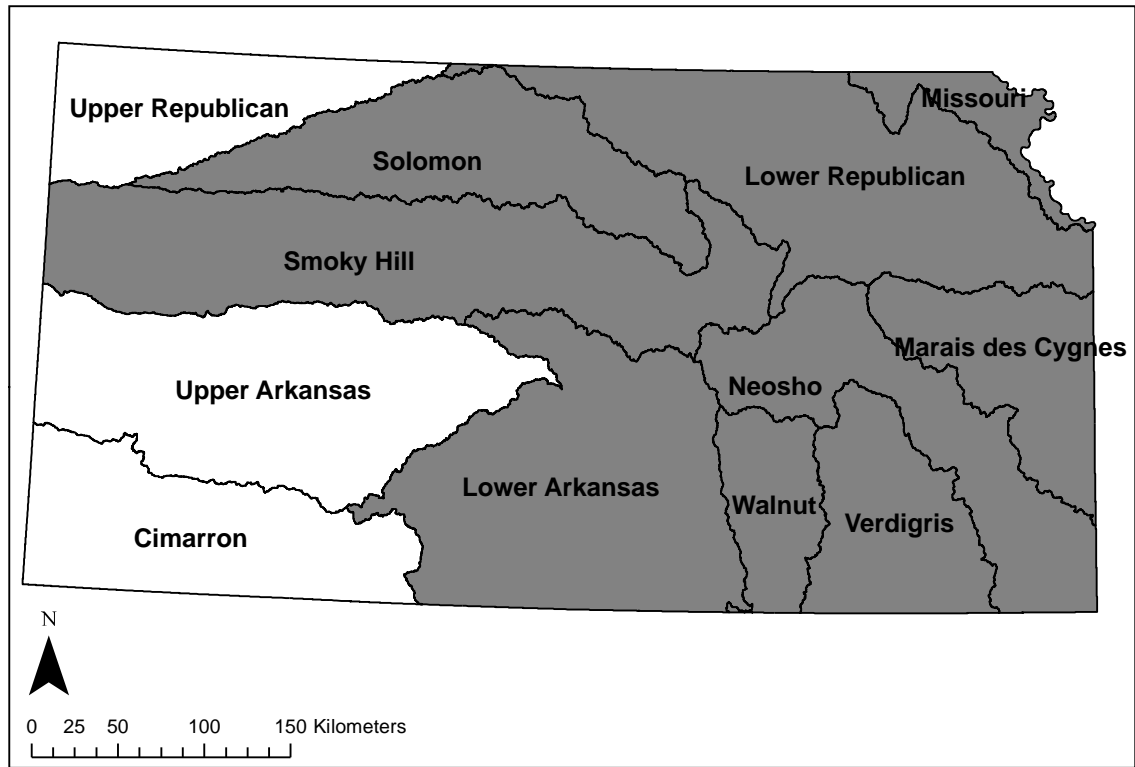 Missouri
Upper Republican
Solomon
Lower Republican
Smoky Hill
Marais des Cygnes
Upper Arkansas
Neosho
Lower Arkansas
Walnut
Verdigris
Cimarron
N
0 25 50 100 150 Kilometers